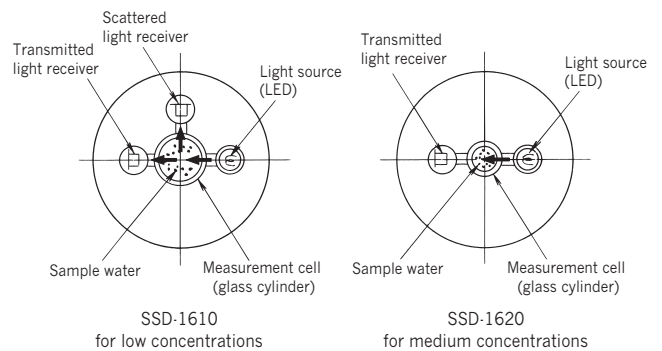 Scattered
light receiver
Transmitted
light receiver
Light source
(LED)
Sample water
Measurement cell
(glass cylinder)
SSD-1610
for low concentrations
Transmitted
light receiver
Light source
(LED)
Sample water
Measurement cell
(glass cylinder)
SSD-1620
for medium concentrations